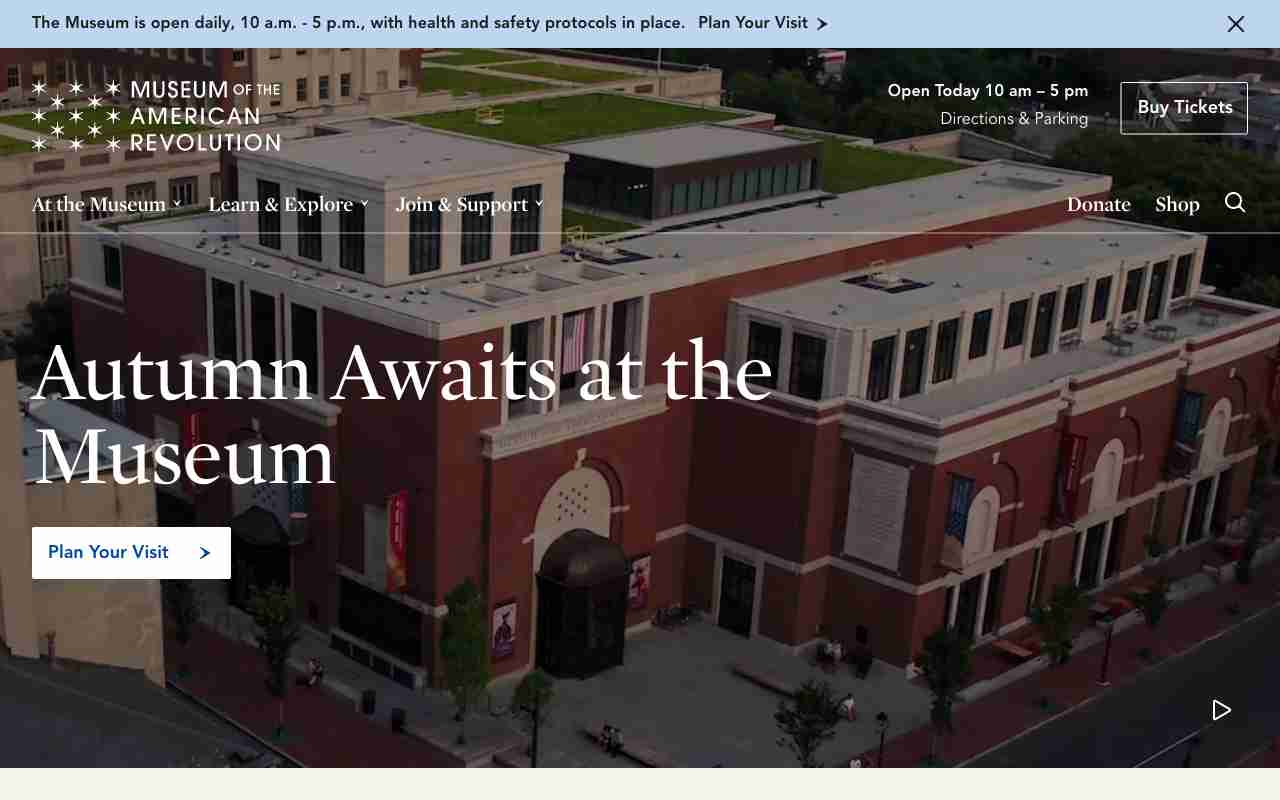 The Museum is open daily, 10 a.m. - 5 p.m., with health and safety protocols in place. Plan Your Visit
MUSEUM OF THE
AMERICAN
REVOLUTION
Open Today 10 am – 5 pm
Directions & Parking
Buy Tickets
At the Museum
Learn & Explore
Join & Support
Donate
Shop
Autumn Awaits at the
Museum
Plan Your Visit